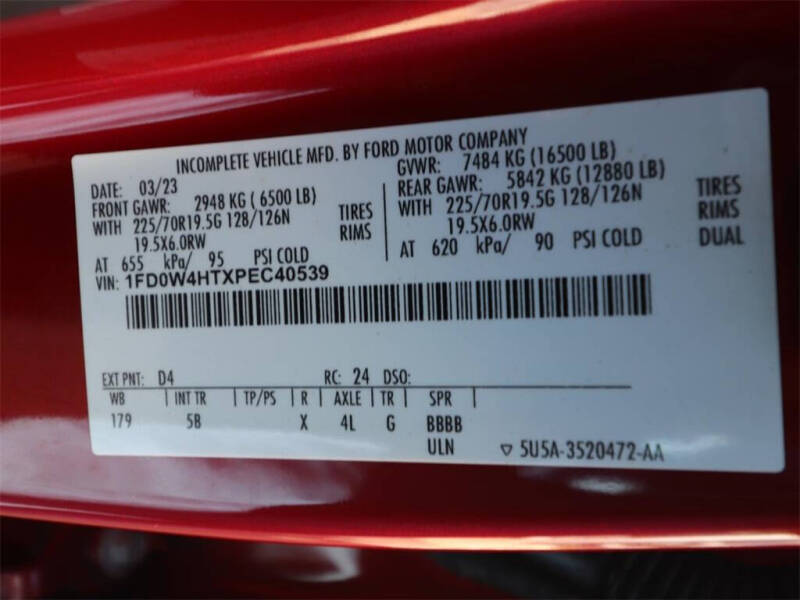 INCOMPLETE VEHICLE MFD. BY FORD MOTOR COMPANY
DATE: 03/23 GVWR: 7484 KG (16500 LB)
FRONT GAWR: 2948 KG ( 6500 LB) REAR GAWR: 5842 KG (12880 LB)
WITH 225/70R19.5G 128/126N TIRES WITH 225/70R19.5G 128/126N TIRES
19.5X6.0RW RIMS 19.5X6.0RW RIMS
AT 655 kPa/ 95 PSI COLD AT 620 kPa/ 90 PSI COLD DUAL
VIN: 1FD0W4HTXPEC40539
EXT PNT: D4 RC: 24 DSO:
WB INT TR TP/PS R AXLE TR SPR
179 5B X 4L G BBBB
ULN ▽ 5U5A-3520472-AA